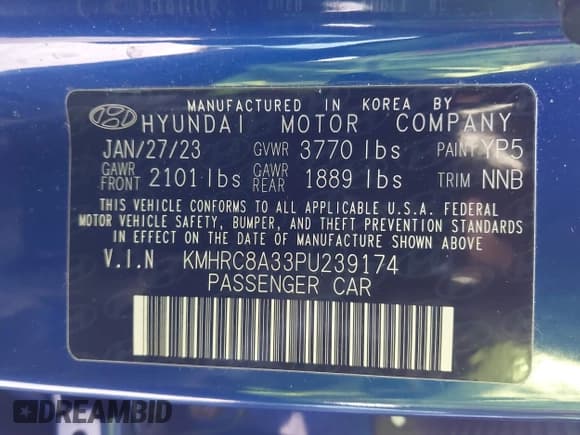 MANUFACTURED IN KOREA BY
HYUNDAI MOTOR COMPANY
JAN/27/23 GVWR 3770 lbs PAINT YP5
GAWR FRONT 2101 lbs GAWR REAR 1889 lbs TRIM NNB
THIS VEHICLE CONFORMS TO ALL APPLICABLE U.S.A. FEDERAL
MOTOR VEHICLE SAFETY, BUMPER, AND THEFT PREVENTION STANDARDS
IN EFFECT ON THE DATE OF MANUFACTURE SHOWN ABOVE.
V.I.N KMHRC8A33PU239174
PASSENGER CAR
DREAMBID